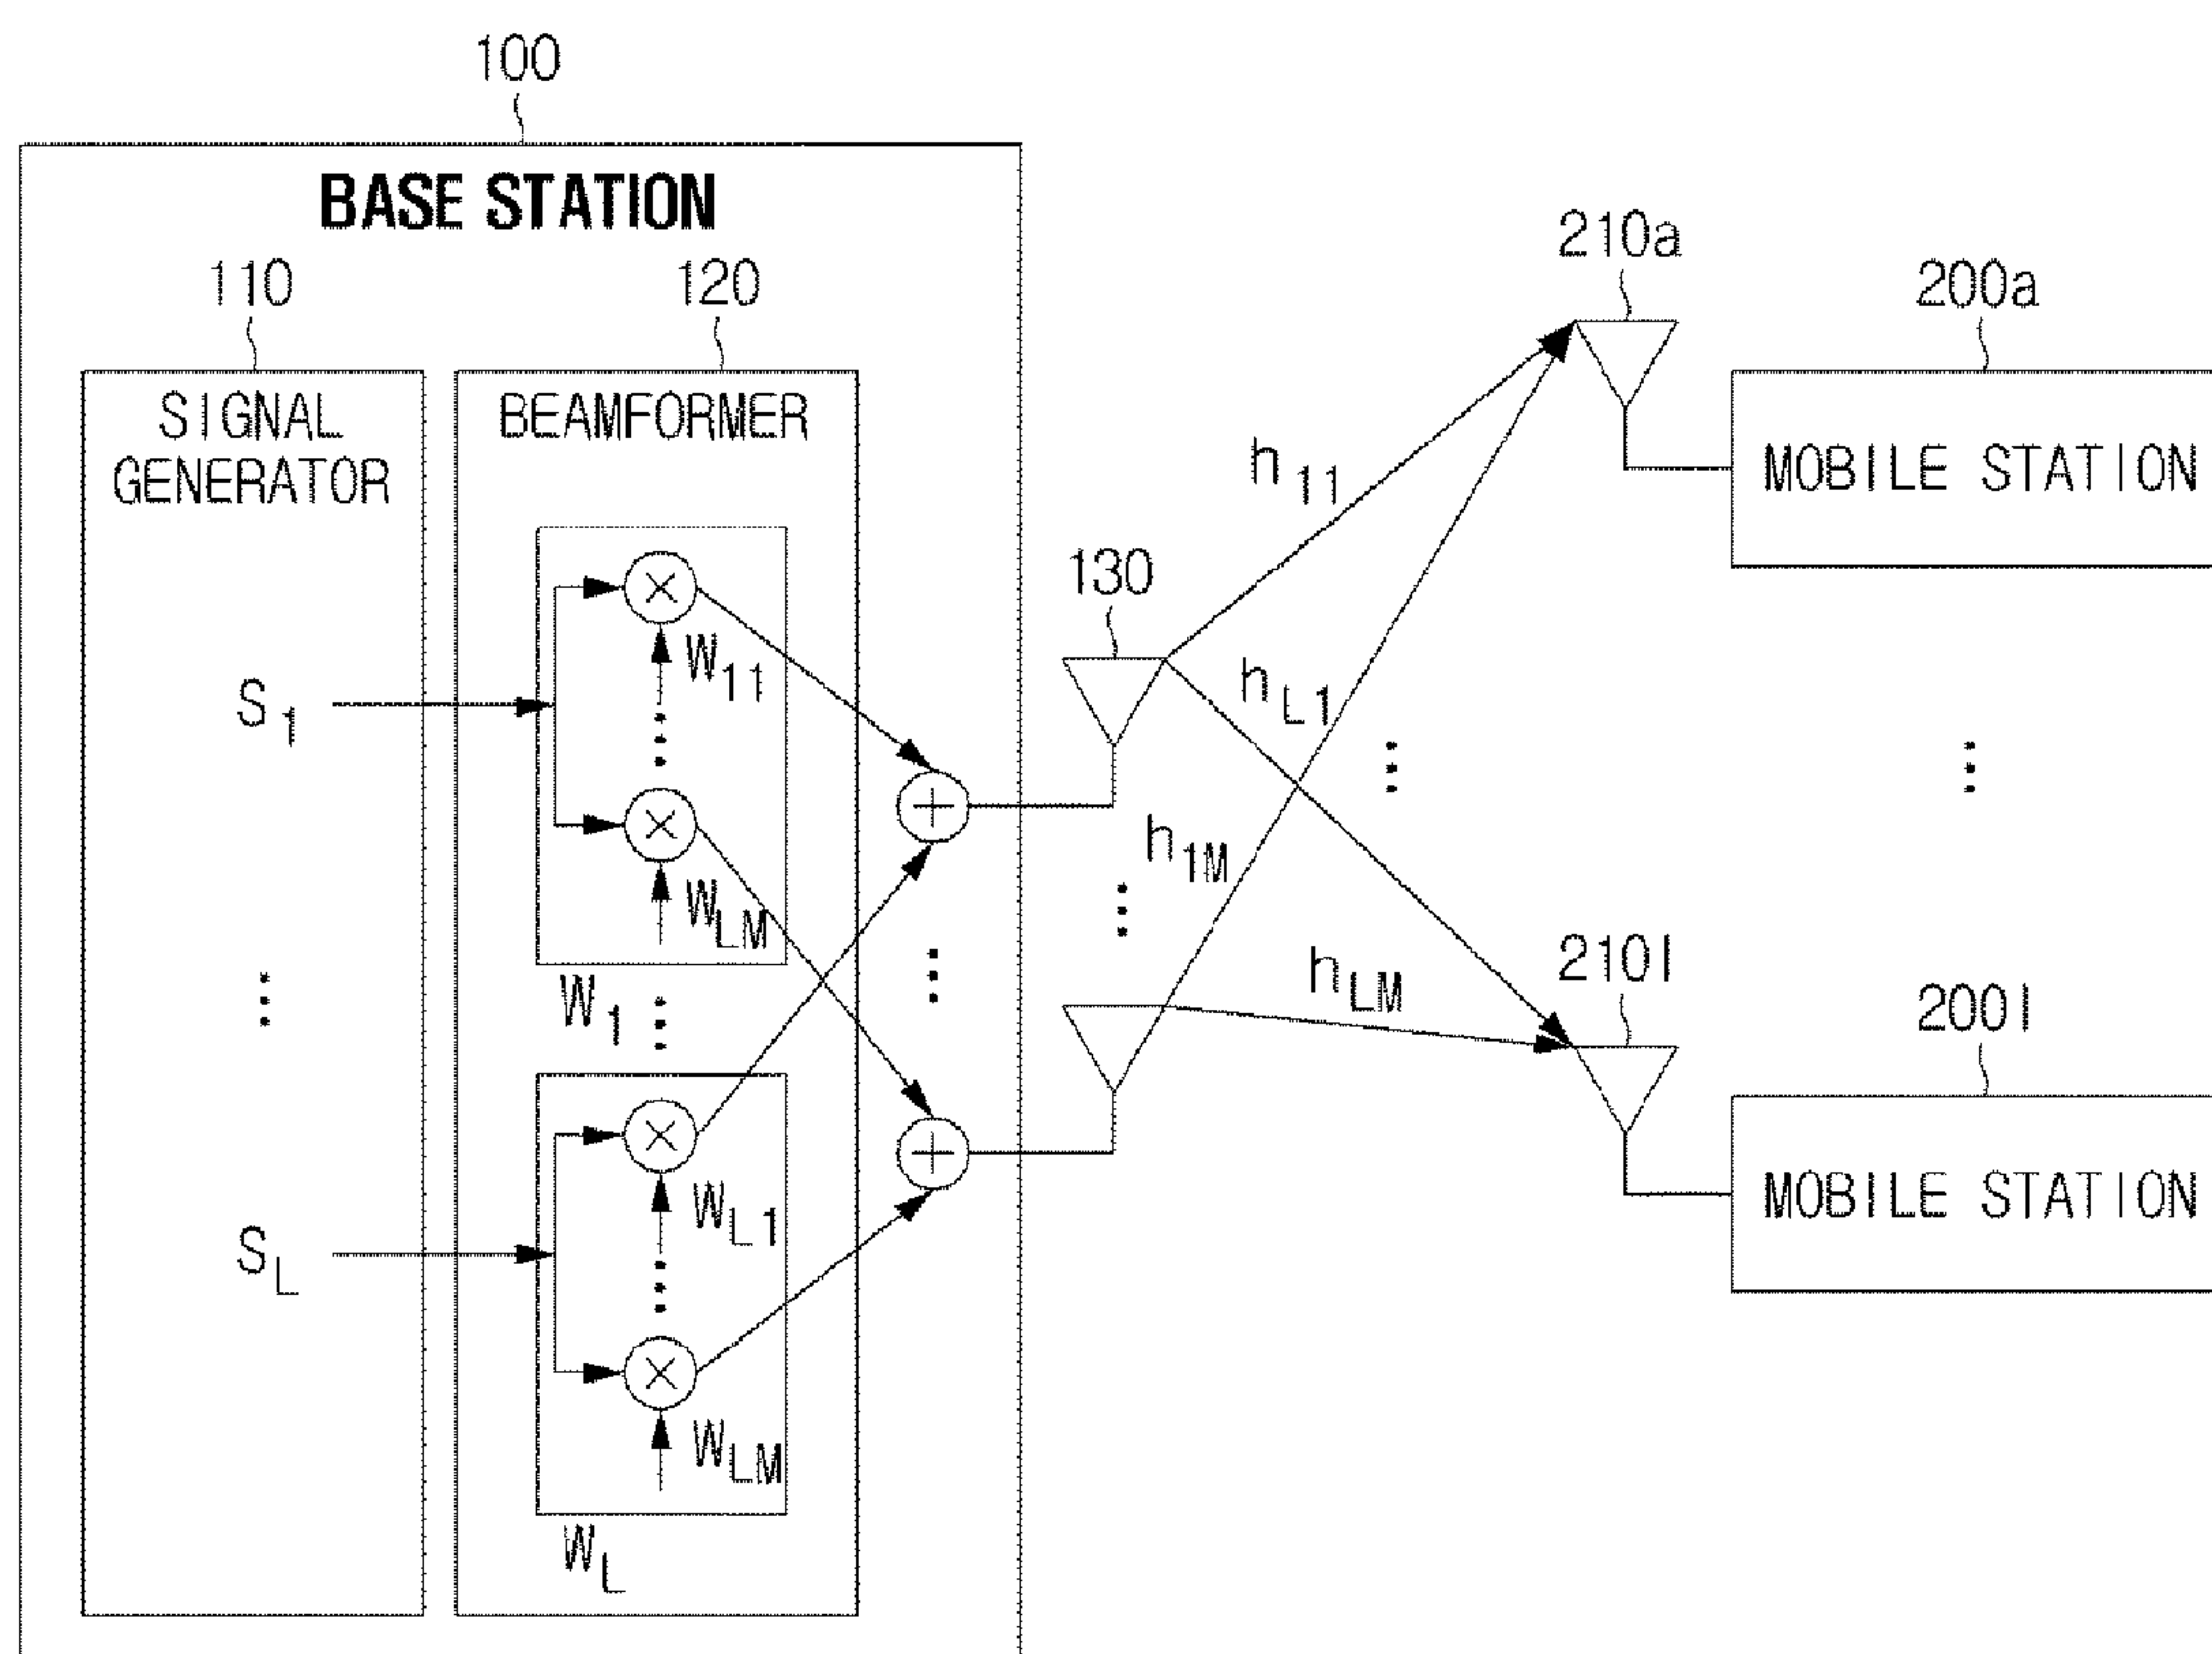 100
BASE STATION
110
120
SIGNAL
GENERATOR
BEAMFORMER
S1
W11
WLM
W1
SL
WL1
WLM
WL
130
h11
hL1
h1M
hLM
210a
200a
MOBILE STATION
210l
200l
MOBILE STATION